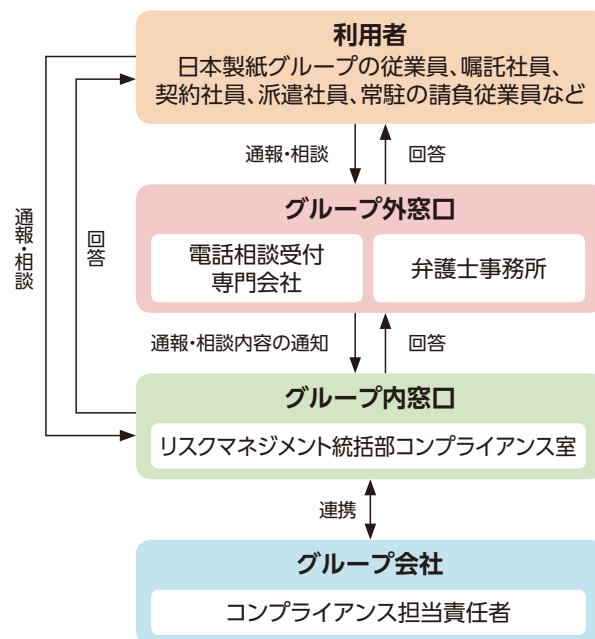 利用者
日本製紙グループの従業員、嘱託社員、
契約社員、派遣社員、常駐の請負従業員など
通報・相談
回答
通報・相談
回答
グループ外窓口
電話相談受付
専門会社
弁護士事務所
通報・相談内容の通知
回答
グループ内窓口
リスクマネジメント統括部コンプライアンス室
連携
グループ会社
コンプライアンス担当責任者